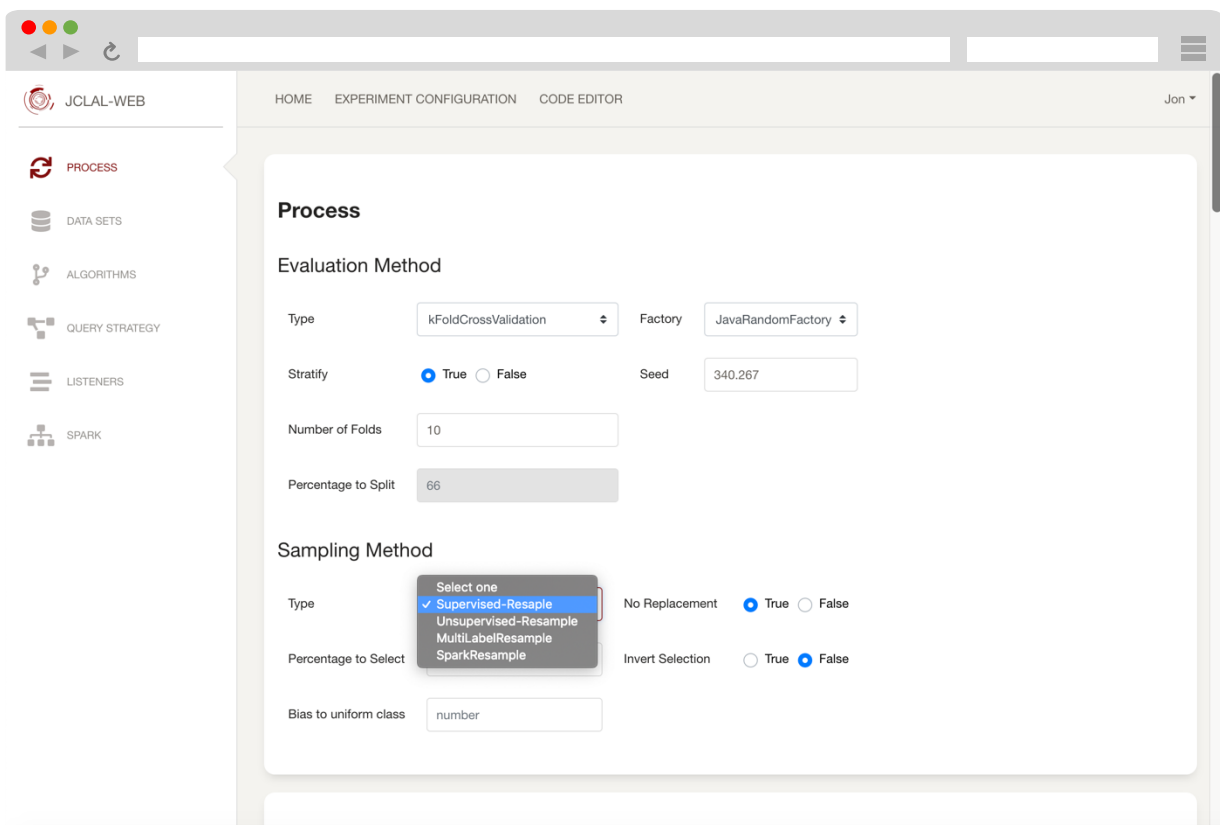 JCLAL-WEB
HOME EXPERIMENT CONFIGURATION CODE EDITOR Jon
PROCESS
DATA SETS
ALGORITHMS
QUERY STRATEGY
LISTENERS
SPARK
Process
Evaluation Method
Type kFoldCrossValidation Factory JavaRandomFactory
Stratify True False Seed 340.267
Number of Folds 10
Percentage to Split 66
Sampling Method
Type
Select one
✓ Supervised-Resaple
Unsupervised-Resample
MultiLabelResample
SparkResample
No Replacement True False
Percentage to Select Invert Selection True False
Bias to uniform class number